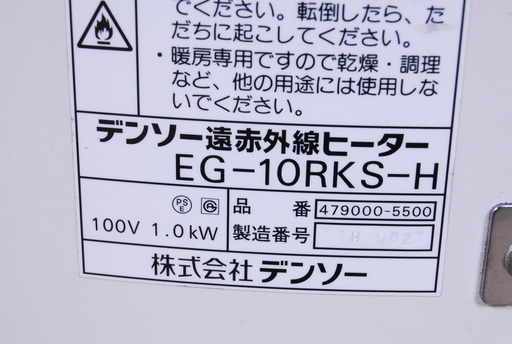 でください。転倒したら、た
だちに起こしてください。
・暖房専用ですので乾燥・調理
など、他の用途には使用しな
いでください。
デンソー遠赤外線ヒーター
EG-10RKS-H
PS
E
100V 1.0kW
品 番 479000-5500
製造番号
株式会社 デンソー